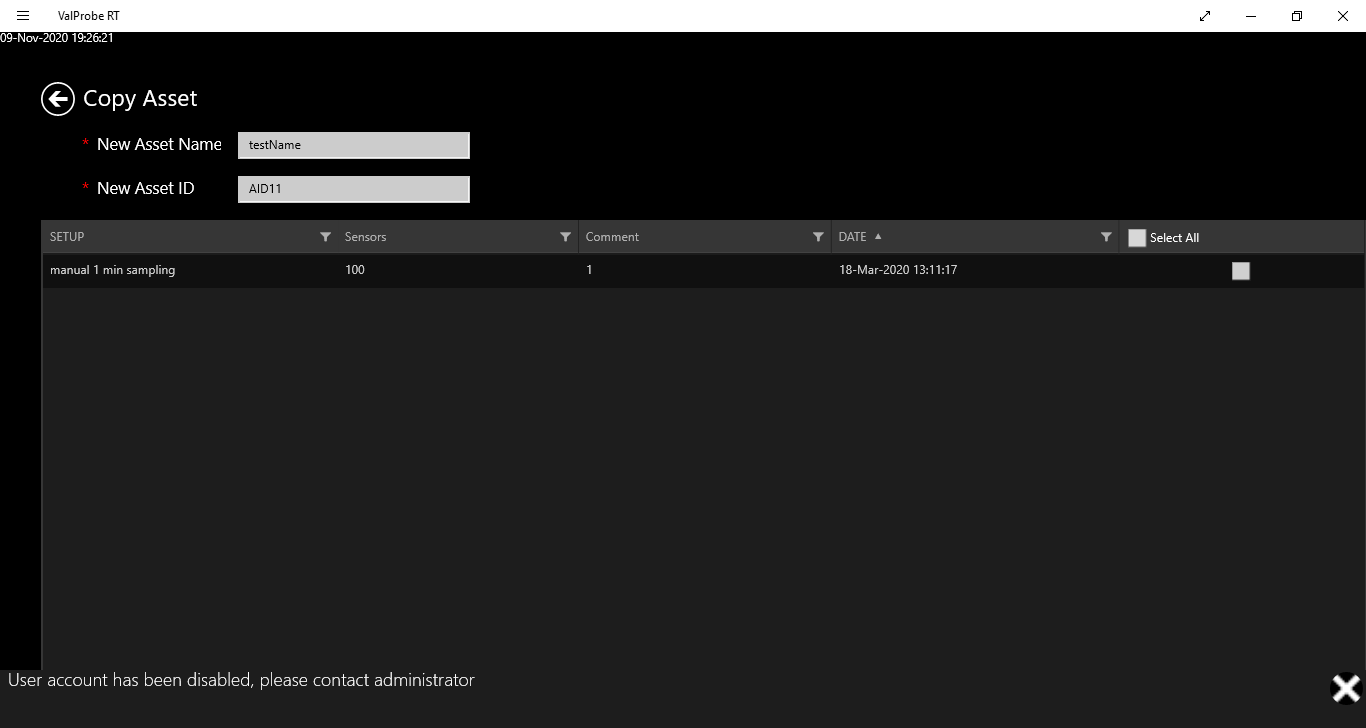 ValProbe RT
09-Nov-2020 19:26:21
Copy Asset
* New Asset Name testName
* New Asset ID AID11
SETUP Sensors Comment DATE Select All
manual 1 min sampling 100 1 18-Mar-2020 13:11:17
User account has been disabled, please contact administrator